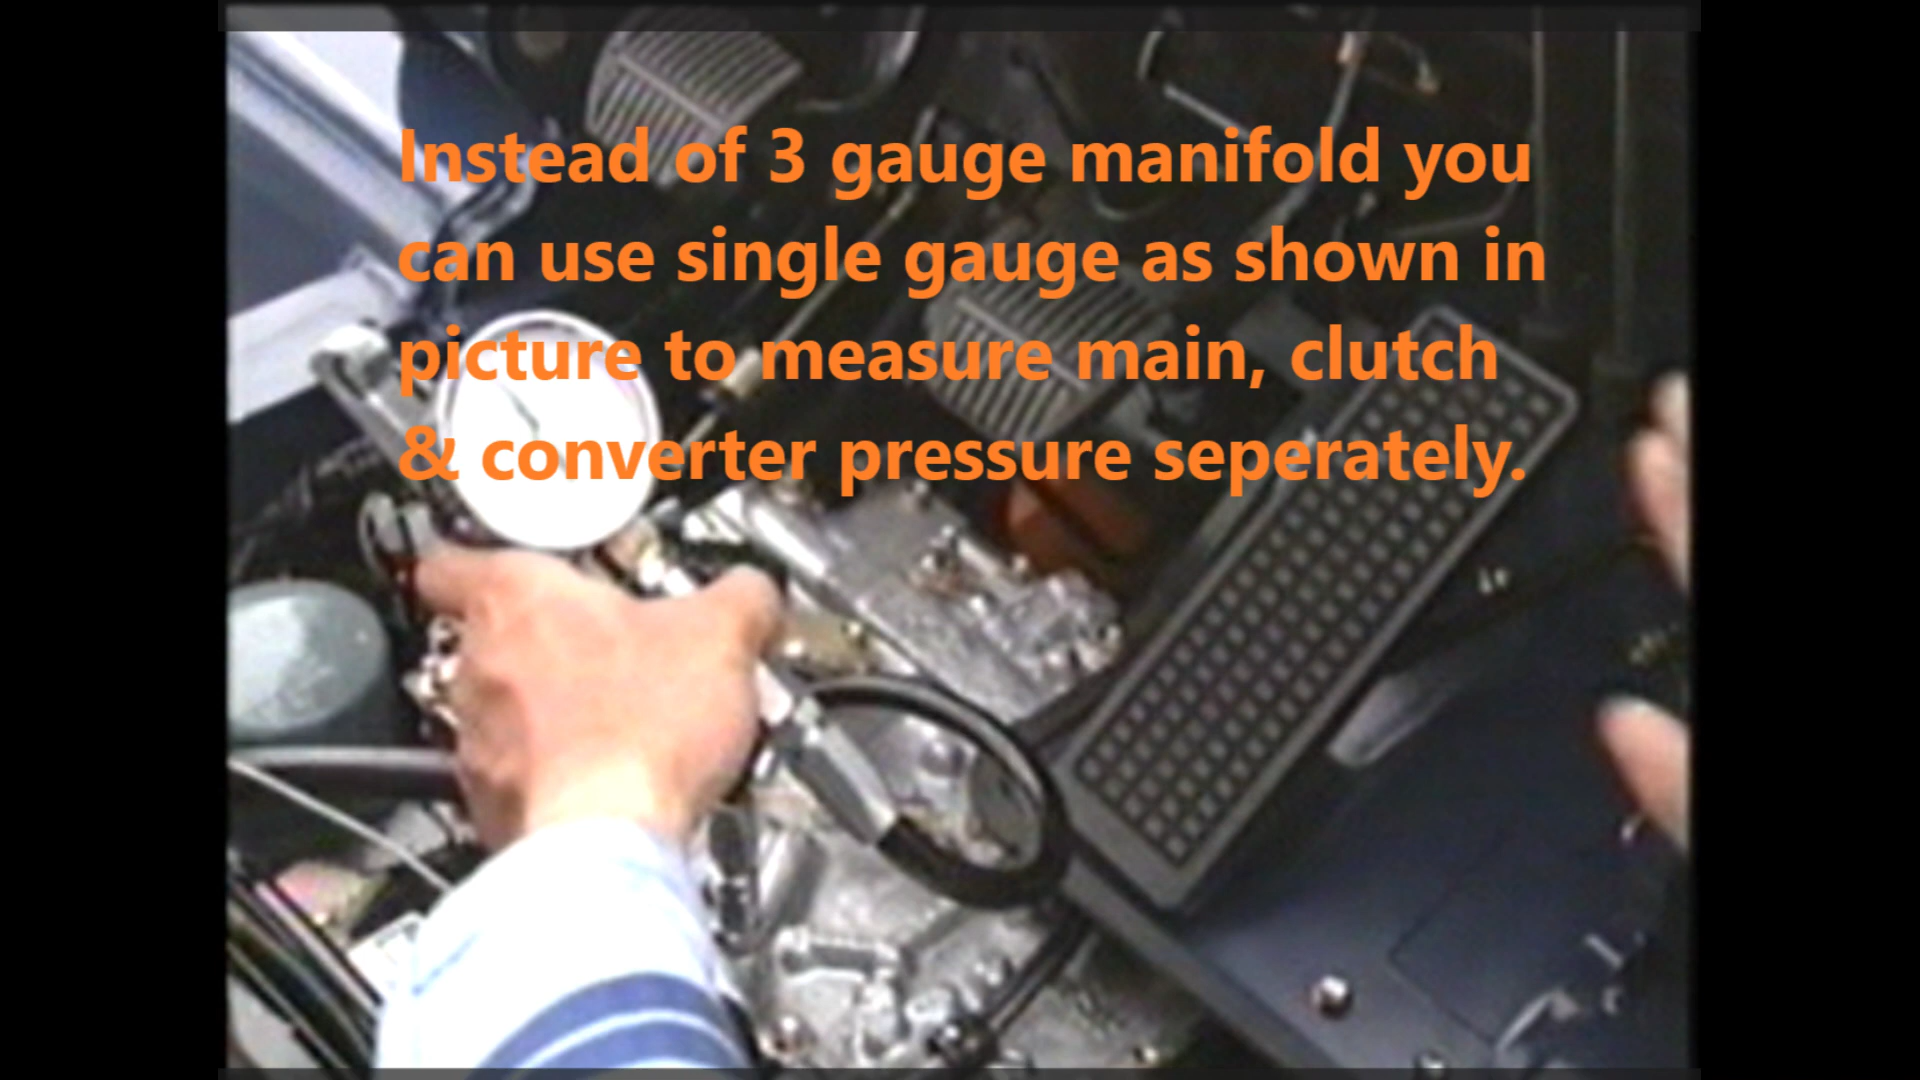 Instead of 3 gauge manifold you
can use single gauge as shown in
picture to measure main, clutch
& converter pressure seperately.